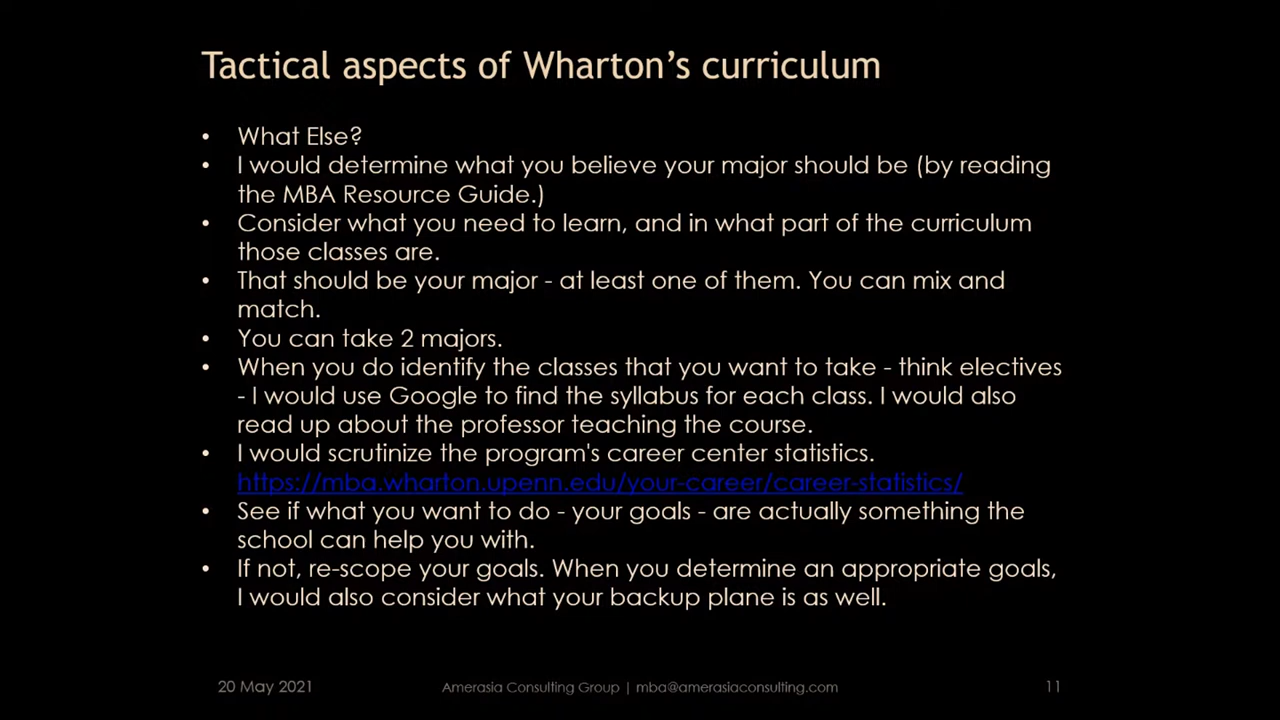 Tactical aspects of Wharton’s curriculum
• What Else?
• I would determine what you believe your major should be (by reading
the MBA Resource Guide.)
• Consider what you need to learn, and in what part of the curriculum
those classes are.
• That should be your major - at least one of them. You can mix and
match.
• You can take 2 majors.
• When you do identify the classes that you want to take - think electives
- I would use Google to find the syllabus for each class. I would also
read up about the professor teaching the course.
• I would scrutinize the program's career center statistics.
https://mba.wharton.upenn.edu/your-career/career-statistics/
• See if what you want to do - your goals - are actually something the
school can help you with.
• If not, re-scope your goals. When you determine an appropriate goals,
I would also consider what your backup plane is as well.
20 May 2021
Amerasia Consulting Group | mba@amerasiaconsulting.com
11